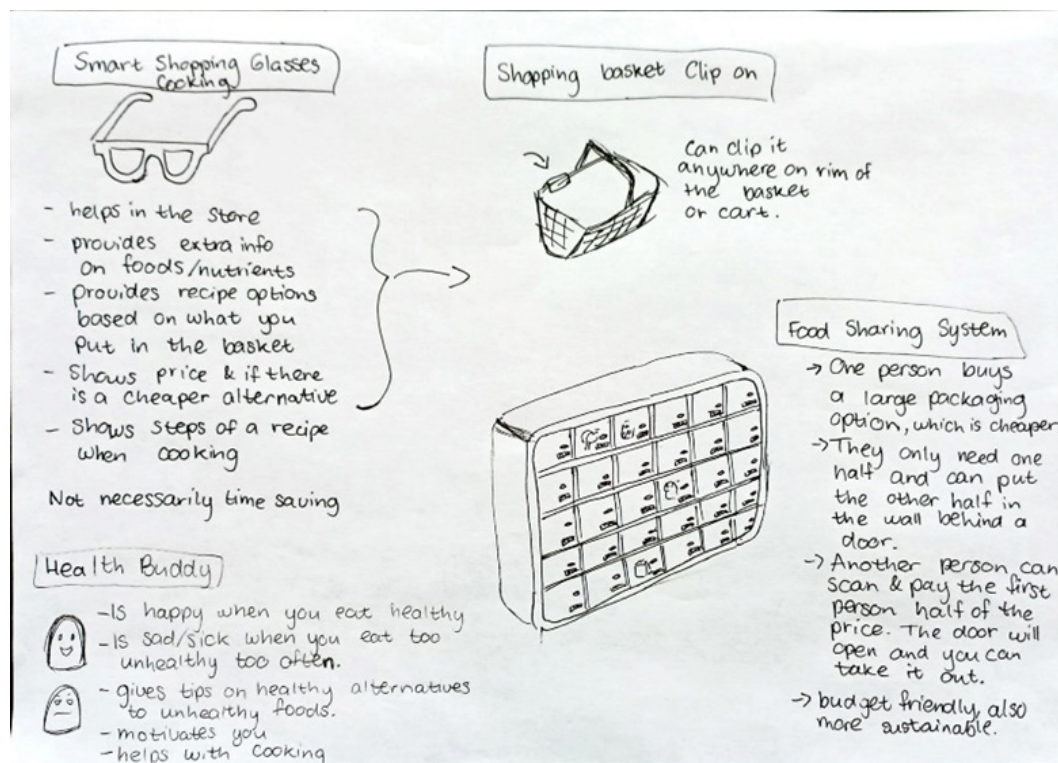 Smart Shopping Glasses
Cooking
- helps in the store
- provides extra info
on foods/nutrients
- Provides recipe options
based on what you
Put in the basket
- Shows price & if there
is a cheaper alternative
- Shows steps of a recipe
when cooking
Not necessarily time saving
Shopping basket Clip on
Can clip it
anywhere on rim of
the basket
or cart.
Health Buddy
- Is happy when you eat healthy
- Is sad/sick when you eat too
unhealthy too often.
- gives tips on healthy alternatives
to unhealthy foods.
- motivates you
- helps with cooking
Food Sharing System
→ One person buys
a large packaging
option, which is cheaper
→ They only need one
half and can put
the other half in
the wall behind a
door.
→ Another person can
scan & pay the first
person half of the
price. The door will
open and you can
take it out.
→ budget friendly, also
more sustainable.